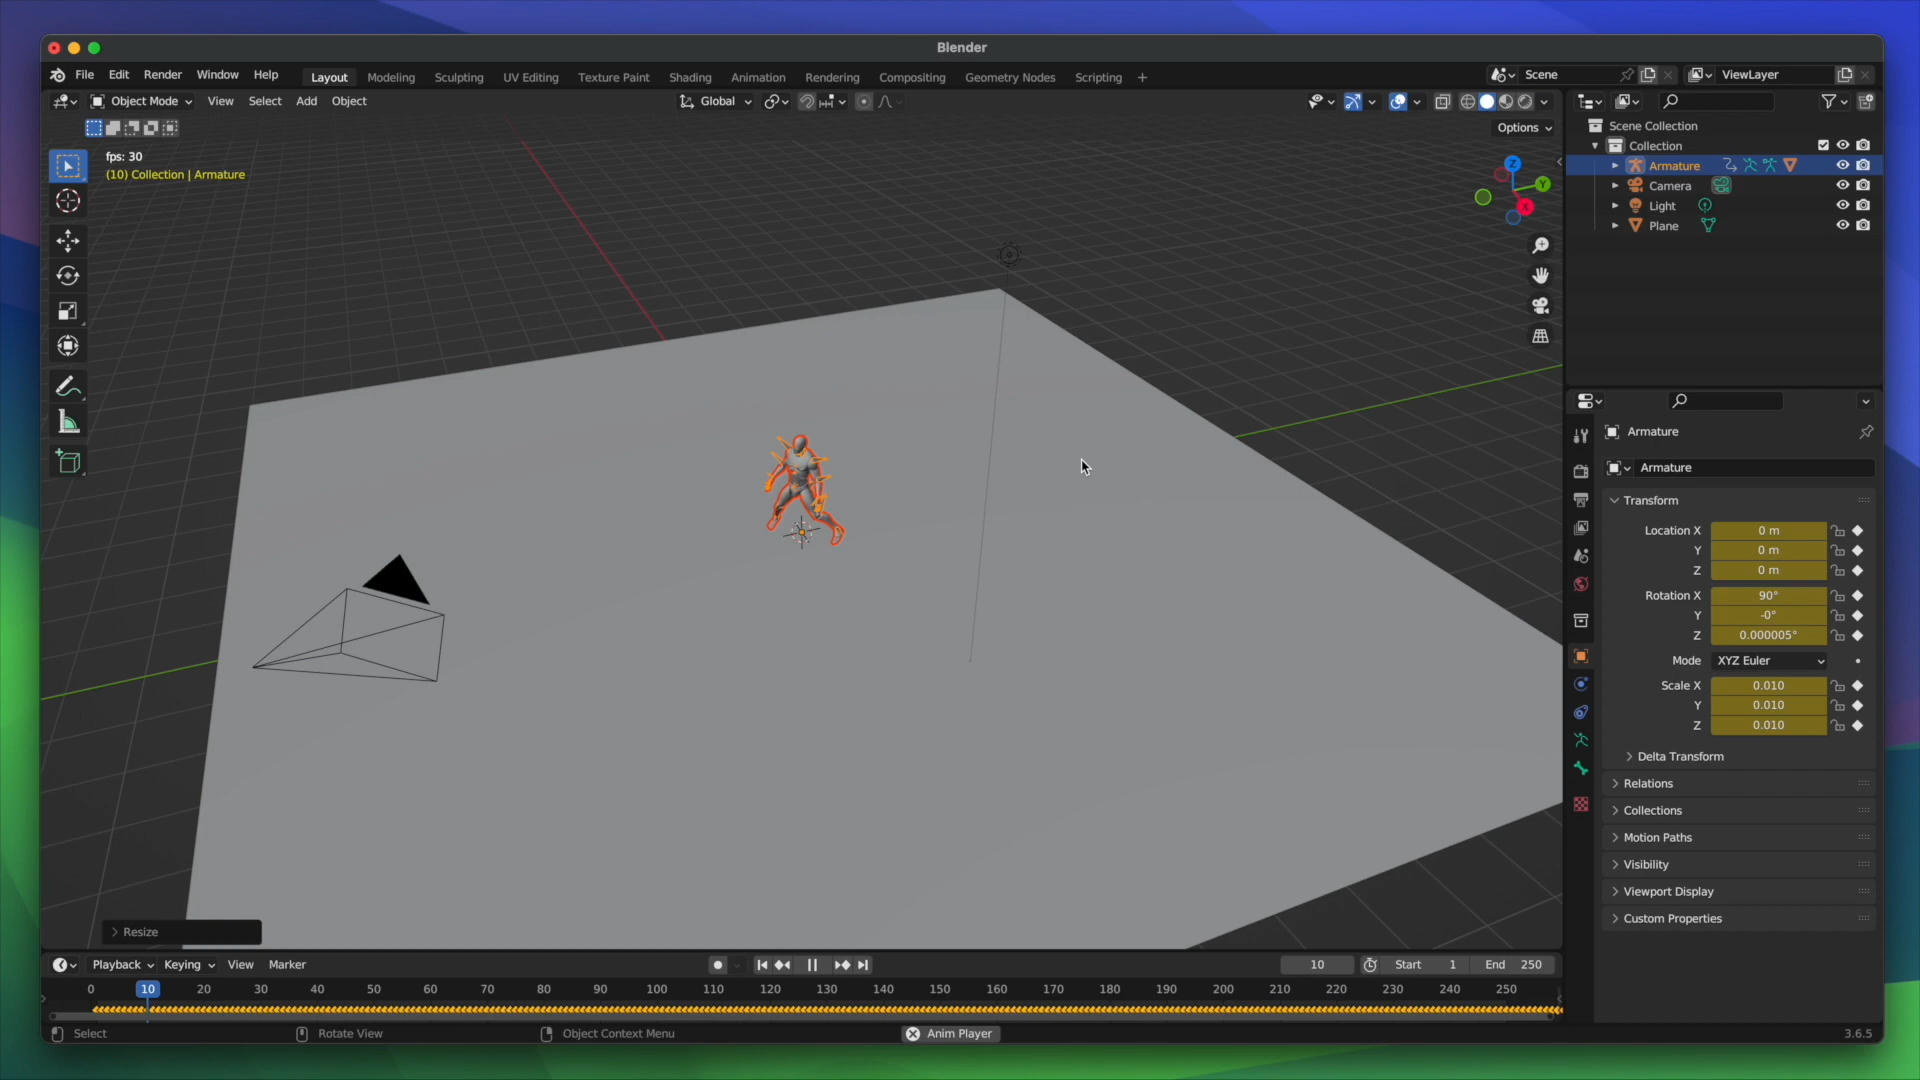 Blender
File Edit Render Window Help Layout Modeling Sculpting UV Editing Texture Paint Shading Animation Rendering Compositing Geometry Nodes Scripting + Scene ViewLayer
Object Mode View Select Add Object Global
Options
fps: 30
(10) Collection | Armature
Z
Y
X
Scene Collection
Collection
Armature
Camera
Light
Plane
Armature
Armature
Transform
Location X 0 m
Y 0 m
Z 0 m
Rotation X 90°
Y -0°
Z 0.000005°
Mode XYZ Euler
Scale X 0.010
Y 0.010
Z 0.010
Delta Transform
Relations
Collections
Motion Paths
Visibility
Viewport Display
Custom Properties
Resize
Playback Keying View Marker 10 Start 1 End 250
0 10 20 30 40 50 60 70 80 90 100 110 120 130 140 150 160 170 180 190 200 210 220 230 240 250
Select Rotate View Object Context Menu Anim Player 3.6.5